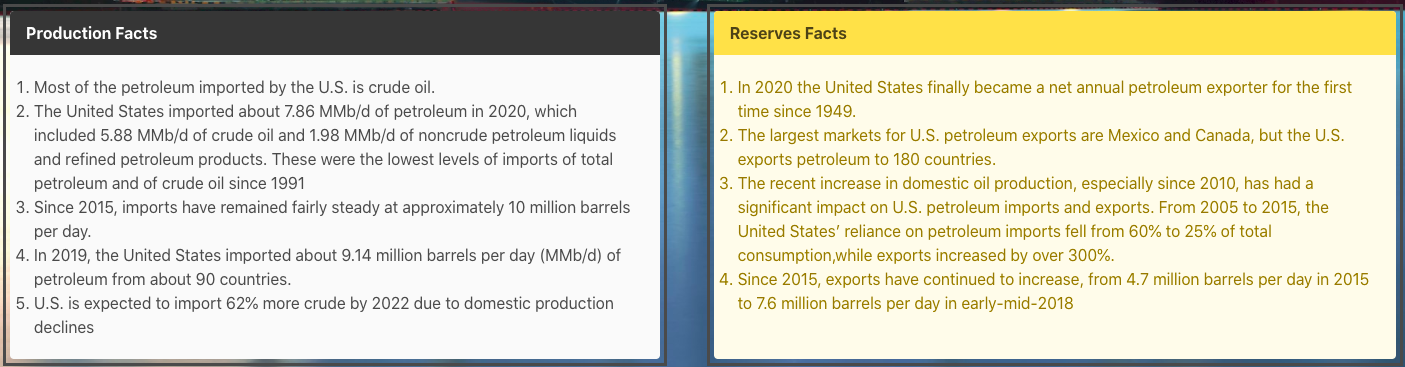 Production Facts
1. Most of the petroleum imported by the U.S. is crude oil.
2. The United States imported about 7.86 MMb/d of petroleum in 2020, which
included 5.88 MMb/d of crude oil and 1.98 MMb/d of noncrude petroleum liquids
and refined petroleum products. These were the lowest levels of imports of total
petroleum and of crude oil since 1991
3. Since 2015, imports have remained fairly steady at approximately 10 million barrels
per day.
4. In 2019, the United States imported about 9.14 million barrels per day (MMb/d) of
petroleum from about 90 countries.
5. U.S. is expected to import 62% more crude by 2022 due to domestic production
declines
Reserves Facts
1. In 2020 the United States finally became a net annual petroleum exporter for the first
time since 1949.
2. The largest markets for U.S. petroleum exports are Mexico and Canada, but the U.S.
exports petroleum to 180 countries.
3. The recent increase in domestic oil production, especially since 2010, has had a
significant impact on U.S. petroleum imports and exports. From 2005 to 2015, the
United States’ reliance on petroleum imports fell from 60% to 25% of total
consumption,while exports increased by over 300%.
4. Since 2015, exports have continued to increase, from 4.7 million barrels per day in 2015
to 7.6 million barrels per day in early-mid-2018